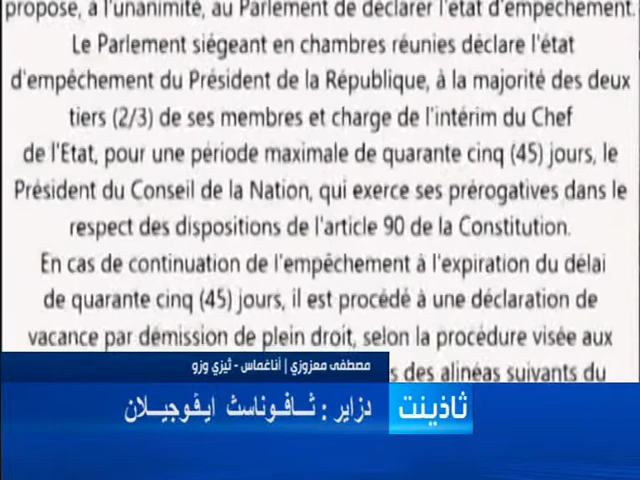 propose, à l'unanimité, au Parlement de déclarer l'état d'empêchement.
Le Parlement siégeant en chambres réunies déclare l'état
d'empêchement du Président de la République, à la majorité des deux
tiers (2/3) de ses membres et charge de l'intérim du Chef
de l'Etat, pour une période maximale de quarante cinq (45) jours, le
Président du Conseil de la Nation, qui exerce ses prérogatives dans le
respect des dispositions de l'article 90 de la Constitution.
En cas de continuation de l'empêchement à l'expiration du délai
de quarante cinq (45) jours, il est procédé à une déclaration de
vacance par démission de plein droit, selon la procédure visée aux
des alinéas suivants du
مصطفى معزوزي | أناغماس - ثيزي وزو
ثاذينت
دزاير : ثـافـوناسث ايڤوجيـلان